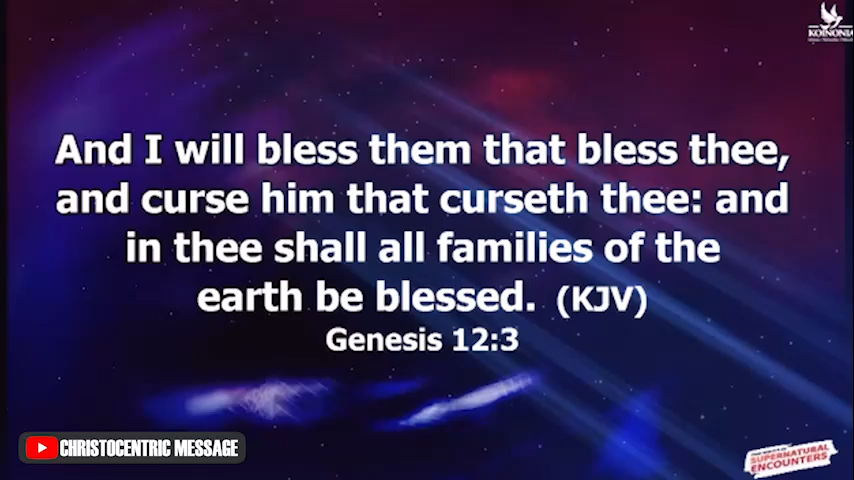 KOINONIA
And I will bless them that bless thee,
and curse him that curseth thee: and
in thee shall all families of the
earth be blessed. (KJV)
Genesis 12:3
CHRISTOCENTRIC MESSAGE
SUPERNATURAL
ENCOUNTERS